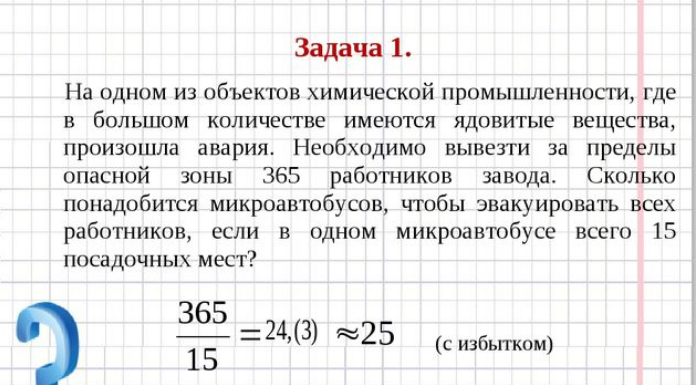 Задача 1.
На одном из объектов химической промышленности, где
в большом количестве имеются ядовитые вещества,
произошла авария. Необходимо вывезти за пределы
опасной зоны 365 работников завода. Сколько
понадобится микроавтобусов, чтобы эвакуировать всех
работников, если в одном микроавтобусе всего 15
посадочных мест?
365/15 = 24,(3) ≈25 (с избытком)